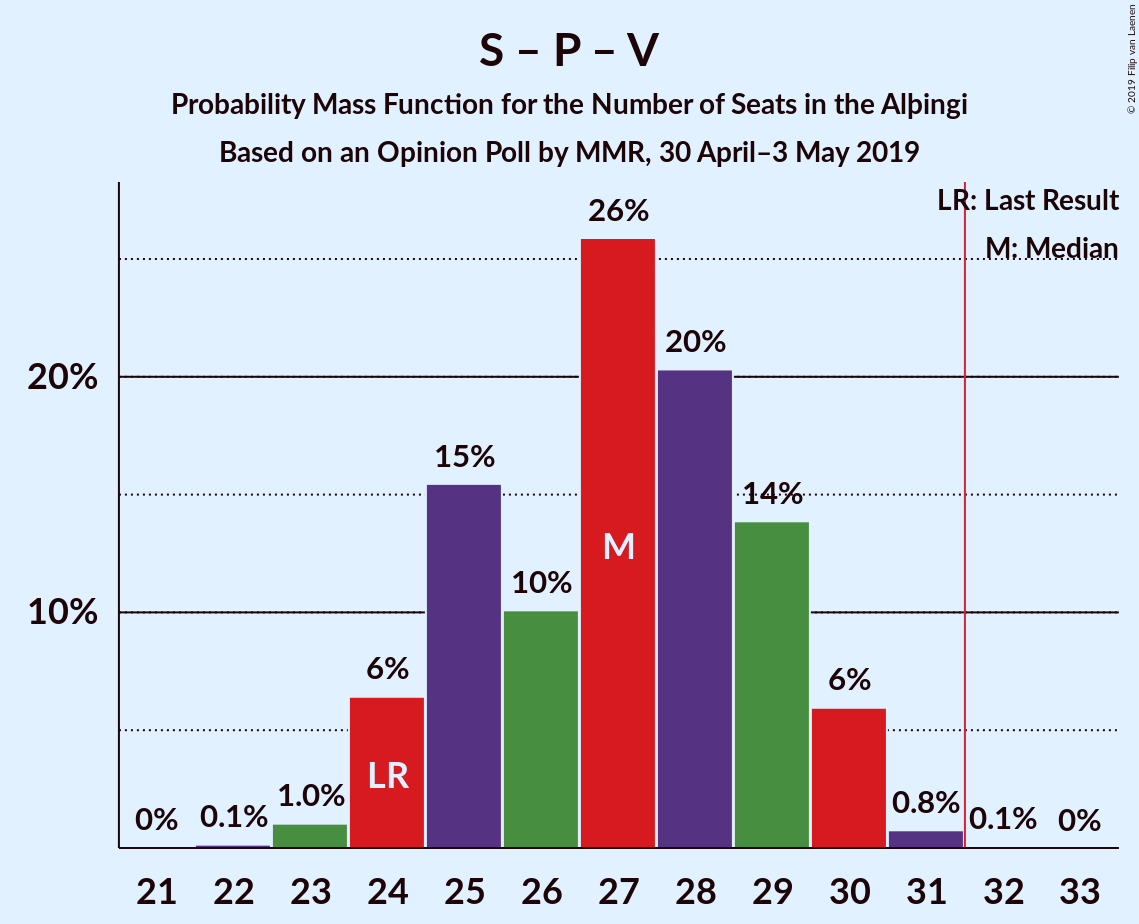 S – P – V
Probability Mass Function for the Number of Seats in the Alþingi
Based on an Opinion Poll by MMR, 30 April–3 May 2019
© 2019 Filip van Laenen
LR: Last Result
M: Median
26%
20%
20%
15%
14%
M
10%
10%
6%
6%
LR
0%
0.1%
1.0%
0.8%
0.1%
0%
21 22 23 24 25 26 27 28 29 30 31 32 33